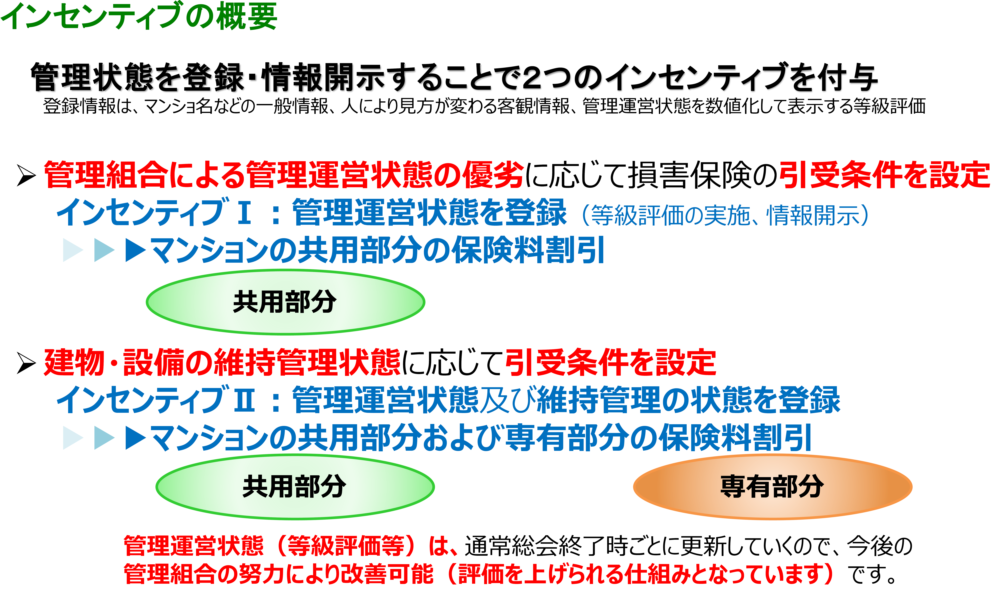 インセンティブの概要
管理状態を登録・情報開示することで2つのインセンティブを付与
登録情報は、マンショ名などの一般情報、人により見方が変わる客観情報、管理運営状態を数値化して表示する等級評価
➢管理組合による管理運営状態の優劣に応じて損害保険の引受条件を設定
インセンティブⅠ：管理運営状態を登録（等級評価の実施、情報開示）
▶▶▶マンションの共用部分の保険料割引
共用部分
➢建物・設備の維持管理状態に応じて引受条件を設定
インセンティブⅡ：管理運営状態及び維持管理の状態を登録
▶▶▶マンションの共用部分および専有部分の保険料割引
共用部分
専有部分
管理運営状態（等級評価等）は、通常総会終了時ごとに更新していくので、今後の
管理組合の努力により改善可能（評価を上げられる仕組みとなっています）です。